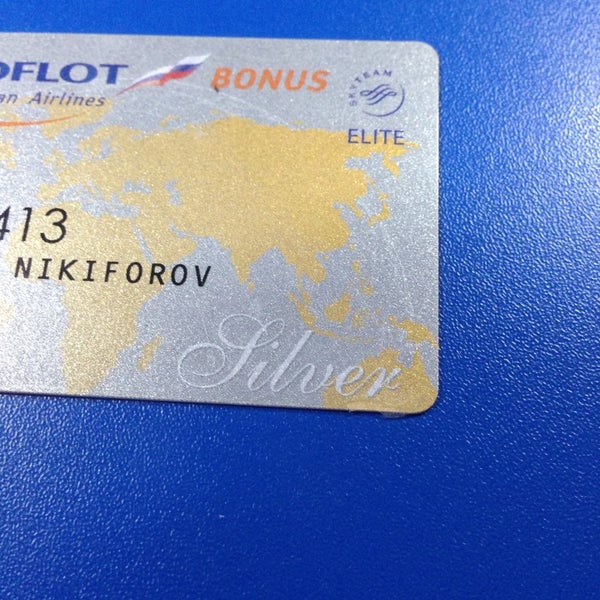 OFLOT BONUS
an Airlines
SKYTEAM
ELITE
413
NIKIFOROV
Silver